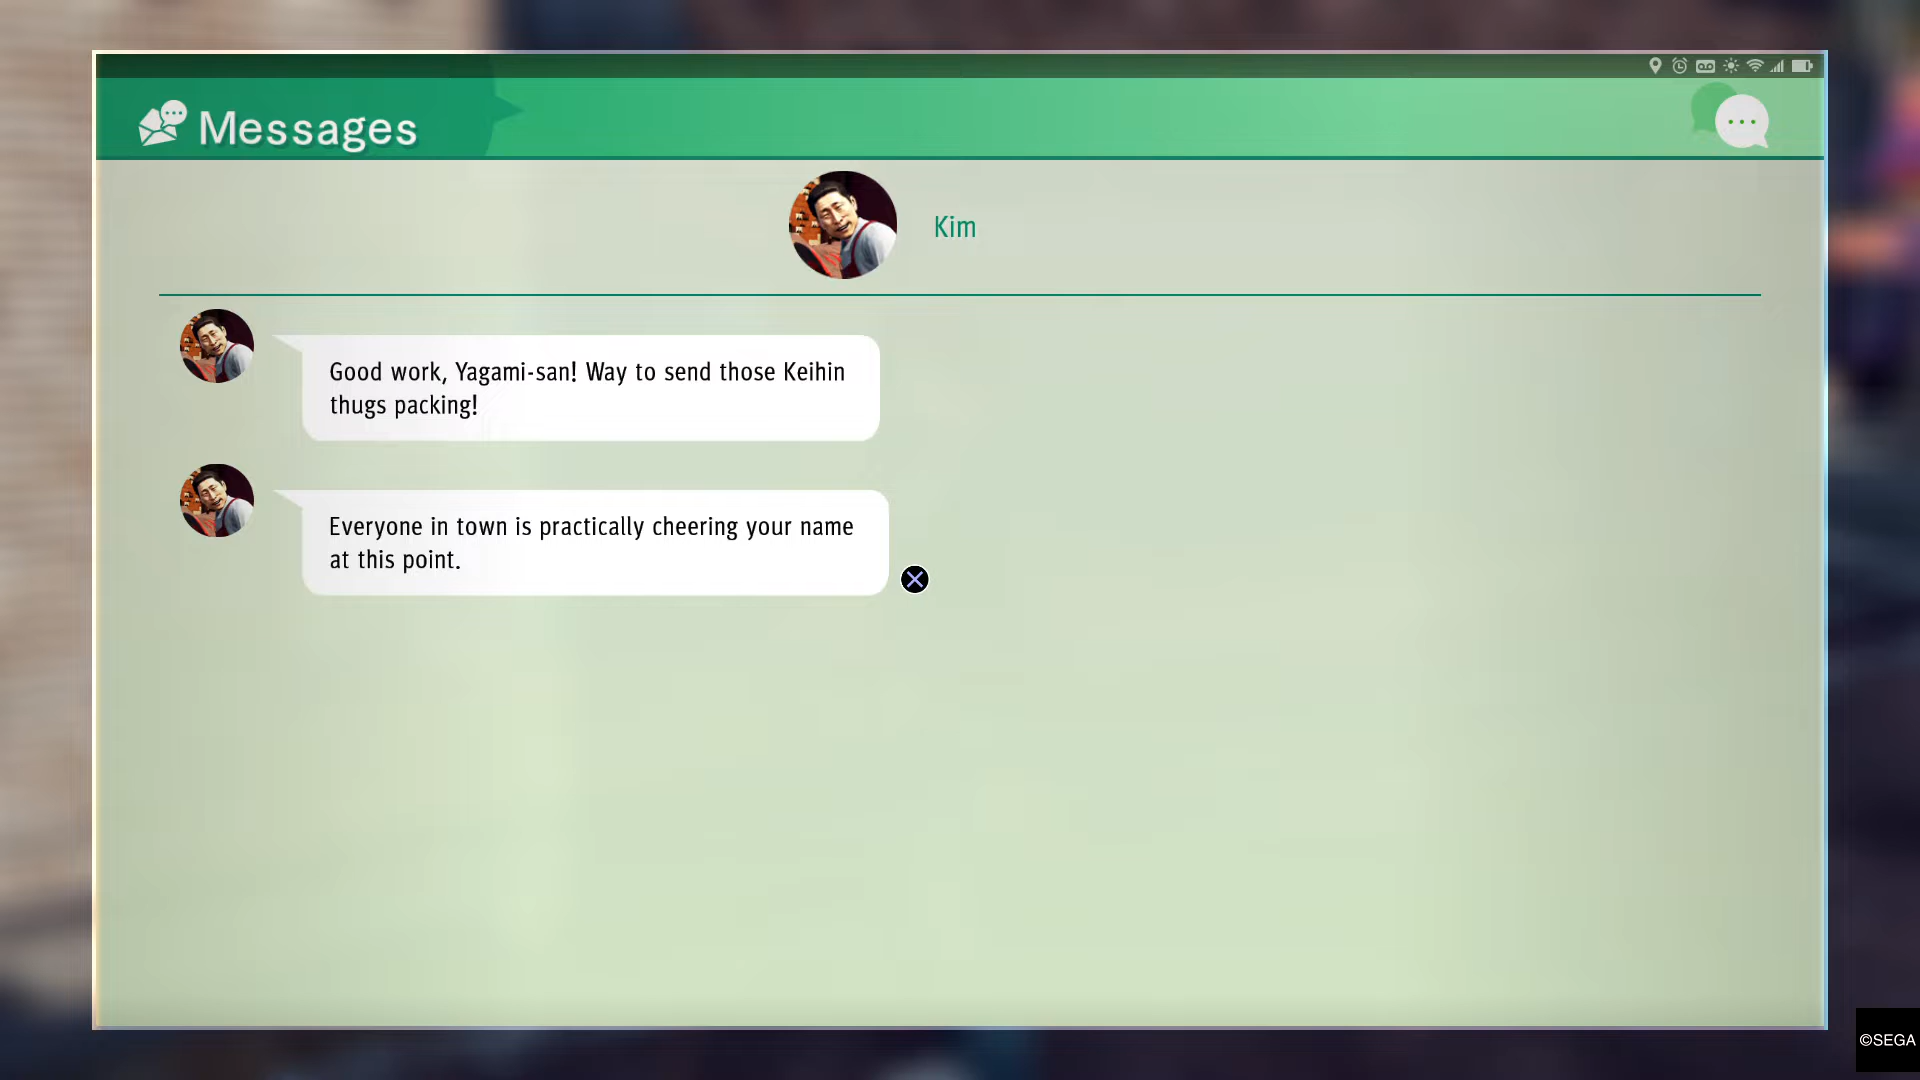 Messages
Kim
Good work, Yagami-san! Way to send those Keihin
thugs packing!
Everyone in town is practically cheering your name
at this point.
©SEGA